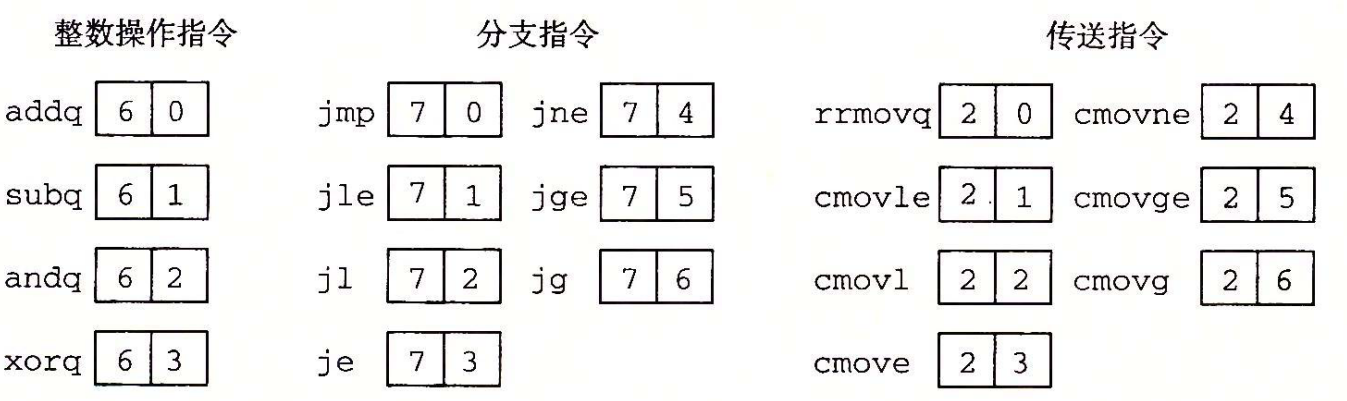 整数操作指令 分支指令 传送指令
addq 6 0 jmp 7 0 jne 7 4 rrmovq 2 0 cmovne 2 4
subq 6 1 jle 7 1 jge 7 5 cmovle 2 1 cmovge 2 5
andq 6 2 jl 7 2 jg 7 6 cmovl 2 2 cmovg 2 6
xorq 6 3 je 7 3 cmove 2 3